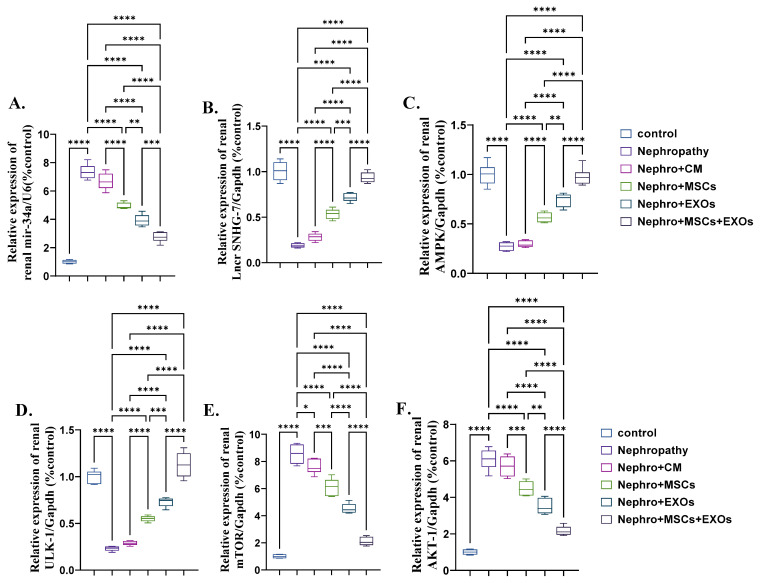 A.
****
****
****
****
****
**** **
**** **** ***
Relative expression of
renal mir-34a/U6(%control)
10
8
6
4
2
0
B.
****
****
****
****
****
**** ***
**** **** ****
Relative expression of renal
Lncr SNHG-7/Gapdh (%control)
1.5
1.0
0.5
0.0
C.
****
****
****
****
****
**** **
**** **** ****
Relative expression of renal
AMPK/Gapdh (%control)
1.5
1.0
0.5
0.0
control
Nephropathy
Nephro+CM
Nephro+MSCs
Nephro+EXOs
Nephro+MSCs+EXOs
D.
****
****
****
****
****
**** ***
**** **** ****
Relative expression of renal
ULK-1/Gapdh (%control)
1.5
1.0
0.5
0.0
E.
****
****
****
****
**** ****
* ****
**** *** ****
Relative expression of renal
mTOR/Gapdh (%control)
10
8
6
4
2
0
F.
****
****
****
****
****
**** **
**** *** ****
Relative expression of renal
AKT-1/Gapdh (%control)
8
6
4
2
0
control
Nephropathy
Nephro+CM
Nephro+MSCs
Nephro+EXOs
Nephro+MSCs+EXOs